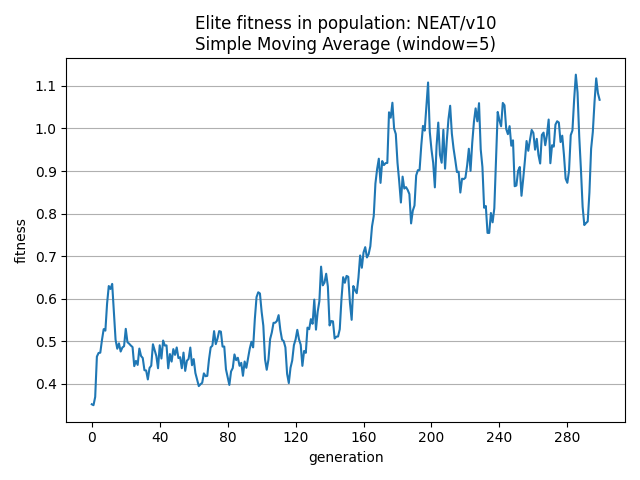 Elite fitness in population: NEAT/v10
Simple Moving Average (window=5)
fitness
1.1
1.0
0.9
0.8
0.7
0.6
0.5
0.4
0 40 80 120 160 200 240 280
generation